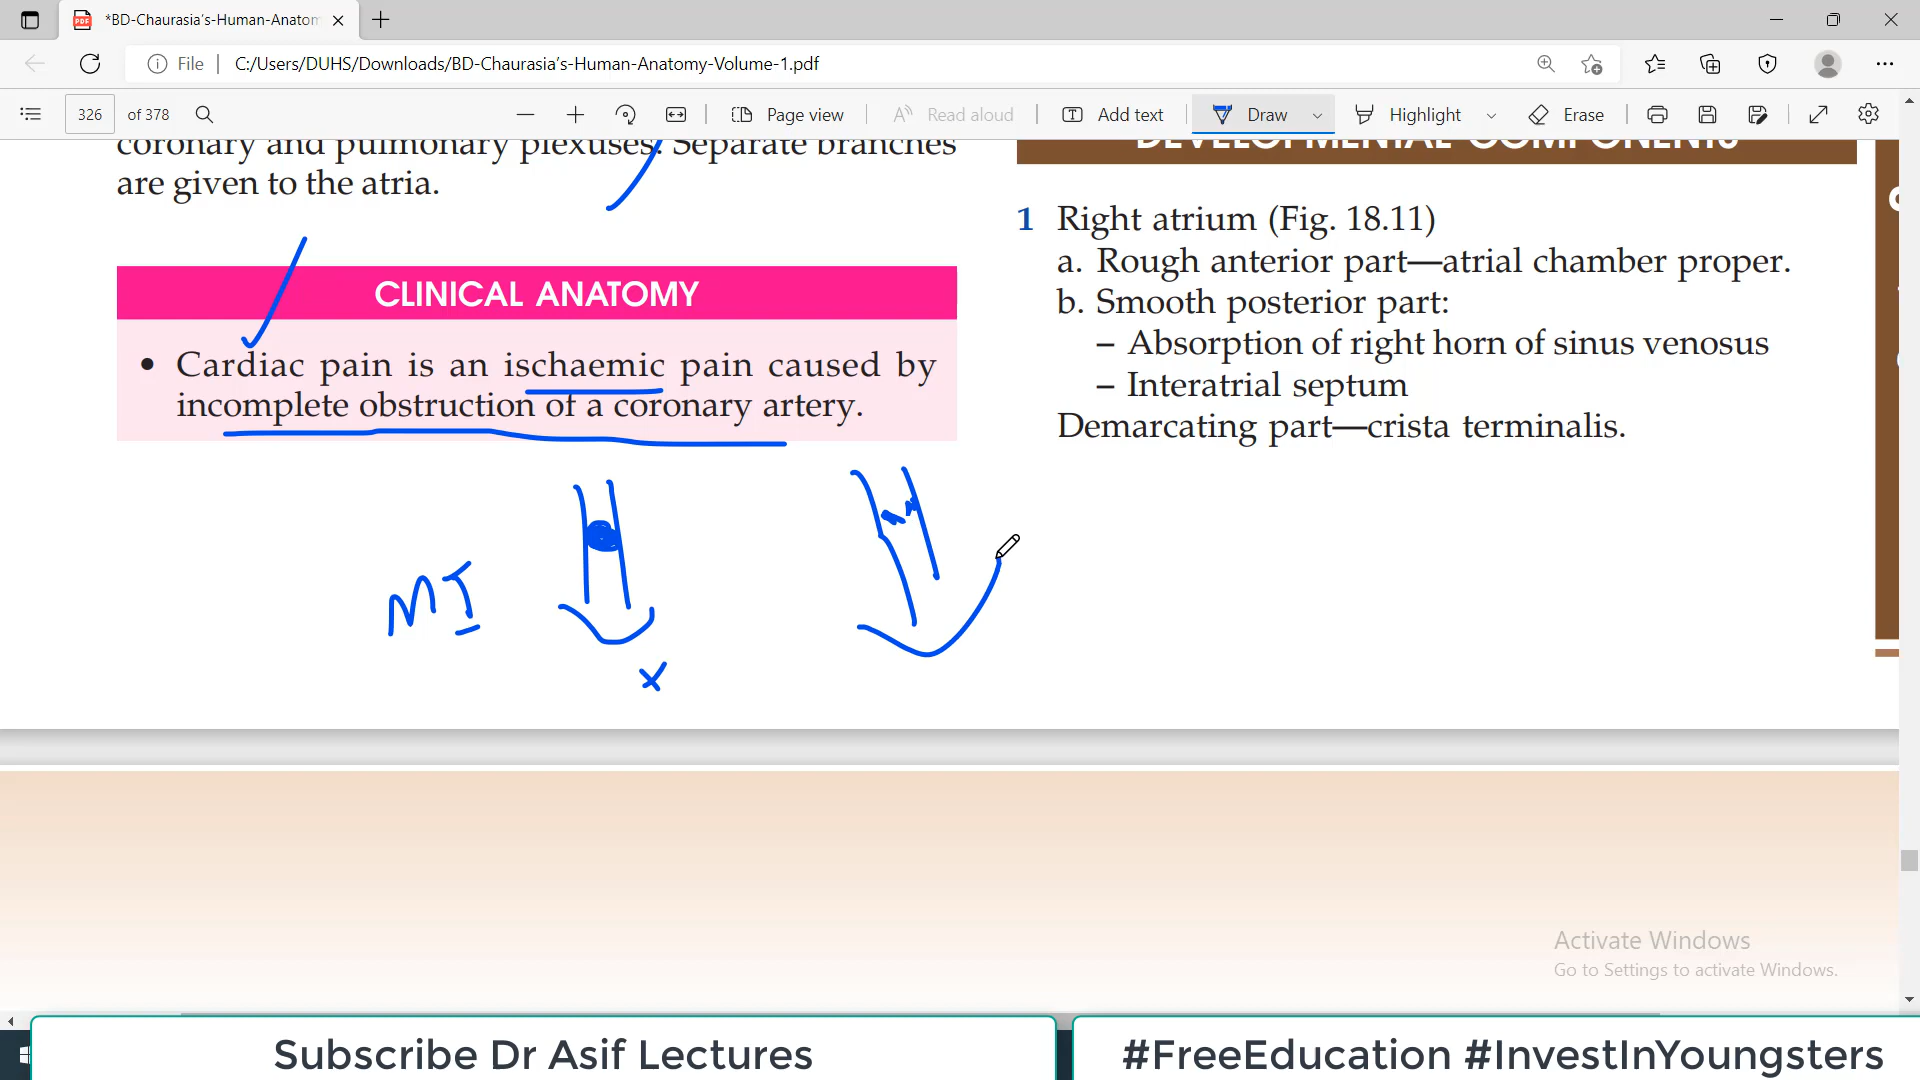 *BD-Chaurasia's-Human-Anatom
File
C:/Users/DUHS/Downloads/BD-Chaurasia's-Human-Anatomy-Volume-1.pdf
326 of 378
Page view
Read aloud
Add text
Draw
Highlight
Erase
coronary and pulmonary plexuses. Separate branches
are given to the atria.
CLINICAL ANATOMY
• Cardiac pain is an ischaemic pain caused by
incomplete obstruction of a coronary artery.
MI
x
DEVELOPMENTAL COMPONENTS
1 Right atrium (Fig. 18.11)
a. Rough anterior part—atrial chamber proper.
b. Smooth posterior part:
– Absorption of right horn of sinus venosus
– Interatrial septum
Demarcating part—crista terminalis.
Activate Windows
Go to Settings to activate Windows.
Subscribe Dr Asif Lectures
#FreeEducation #InvestInYoungsters